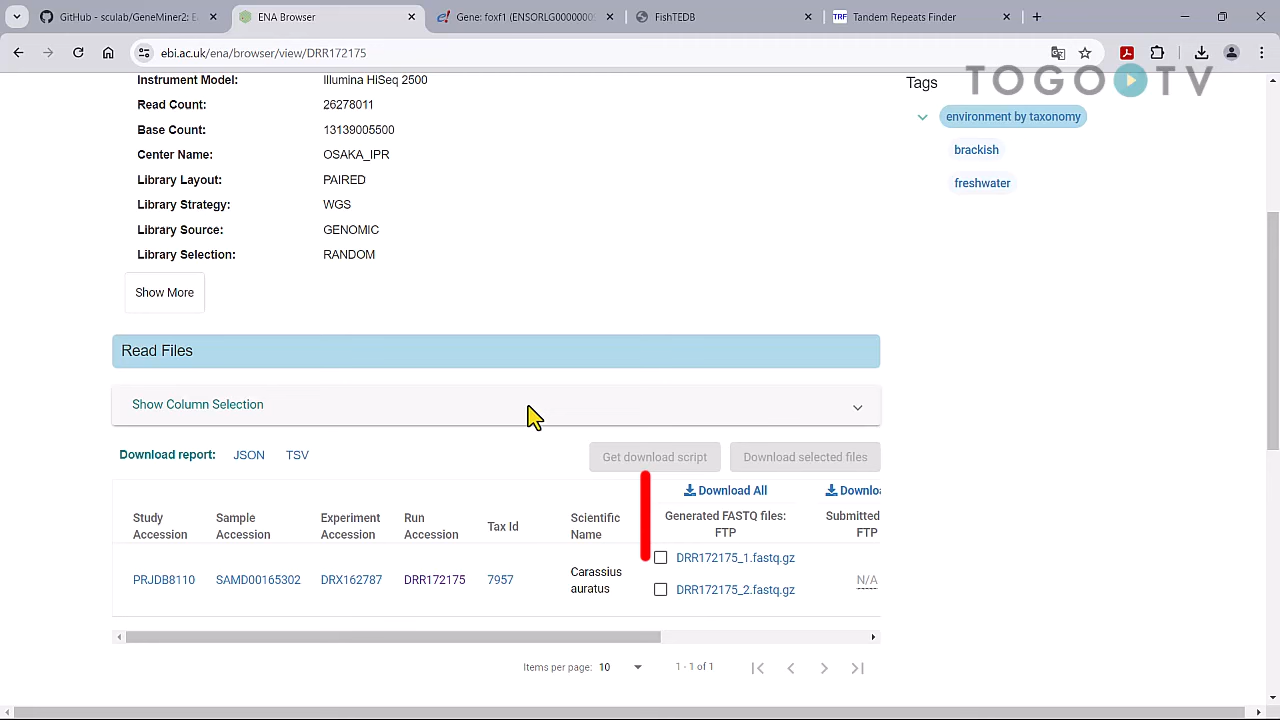 GitHub - sculab/GeneMiner2: E
ENA Browser
Gene: foxf1 (ENSORLG0000000
FishTEDB
TRF
Tandem Repeats Finder
ebi.ac.uk/ena/browser/view/DRR172175
TOGO TV
Instrument Model: Illumina HiSeq 2500
Read Count: 26278011
Base Count: 13139005500
Center Name: OSAKA_IPR
Library Layout: PAIRED
Library Strategy: WGS
Library Source: GENOMIC
Library Selection: RANDOM
Show More
Tags
environment by taxonomy
brackish
freshwater
Read Files
Show Column Selection
Download report: JSON TSV
Get download script
Download selected files
Download All
Downloa
Study Accession
Sample Accession
Experiment Accession
Run Accession
Tax Id
Scientific Name
Generated FASTQ files: FTP
Submitted FTP
PRJDB8110
SAMD00165302
DRX162787
DRR172175
7957
Carassius auratus
DRR172175_1.fastq.gz
DRR172175_2.fastq.gz
N/A
Items per page: 10
1 - 1 of 1